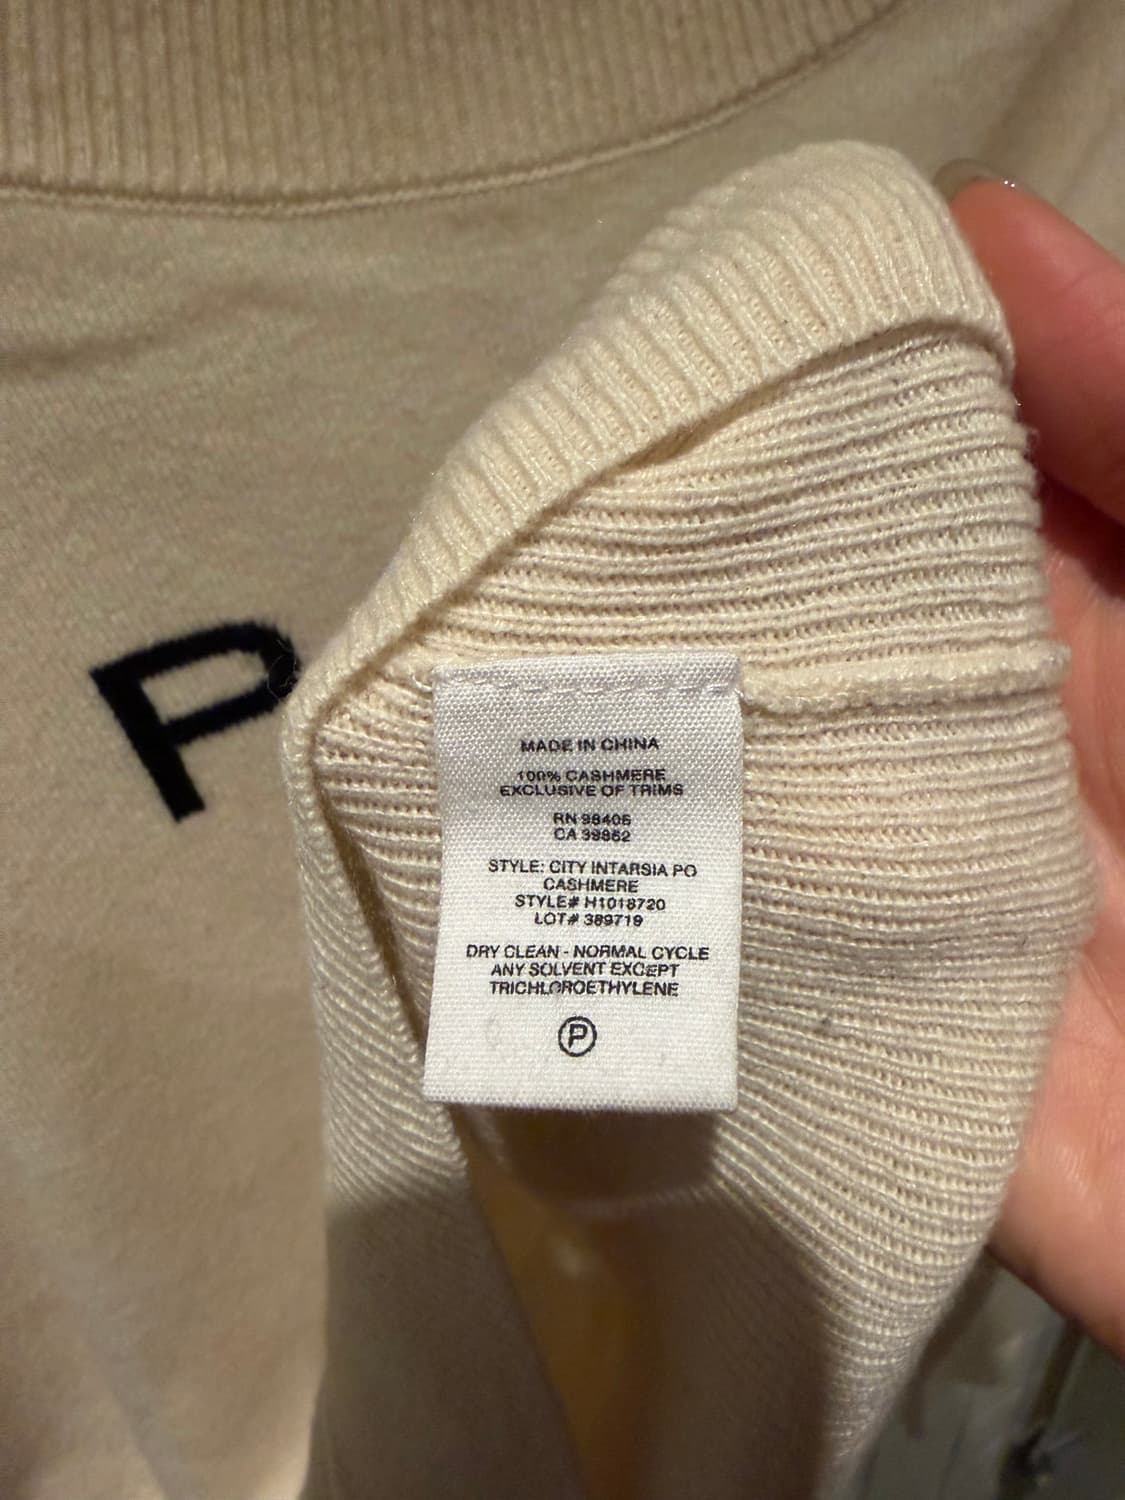 P
MADE IN CHINA
100% CASHMERE
EXCLUSIVE OF TRIMS
RN 98406
CA 39862
STYLE: CITY INTARSIA PO
CASHMERE
STYLE# H1018720
LOT# 389719
DRY CLEAN - NORMAL CYCLE
ANY SOLVENT EXCEPT
TRICHLOROETHYLENE
P